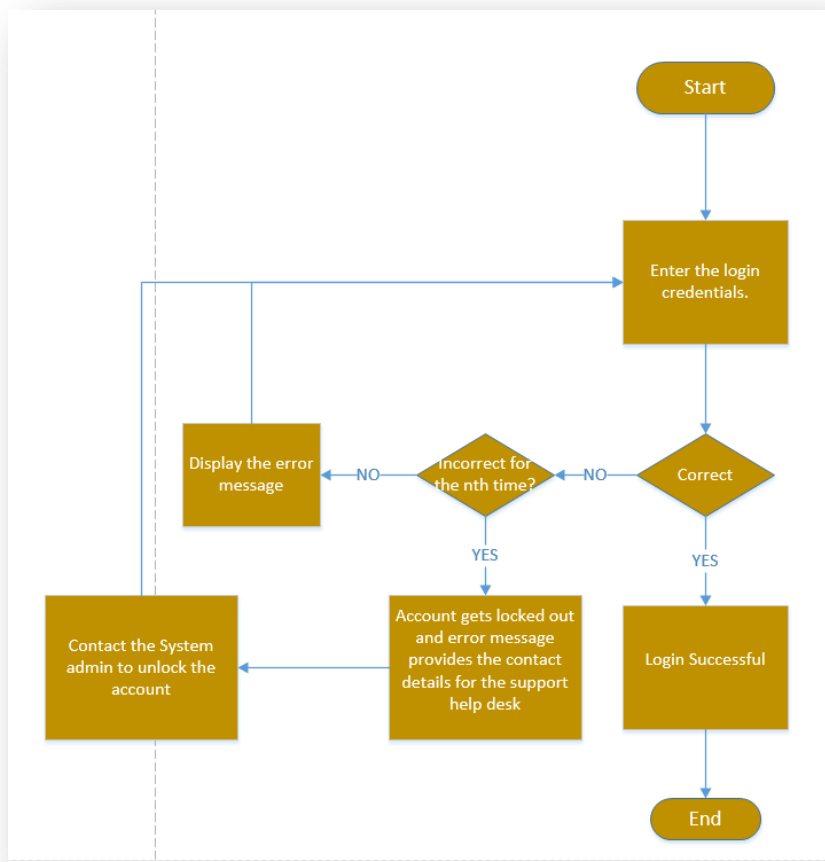 Start
Enter the login
credentials.
Correct
NO
Incorrect for
the nth time?
NO
Display the error
message
YES
YES
Account gets locked out
and error message
provides the contact
details for the support
help desk
Contact the System
admin to unlock the
account
Login Successful
End